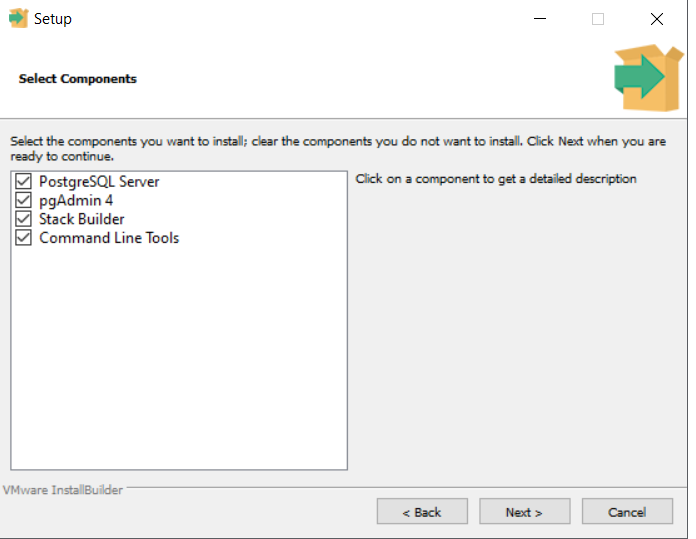 Setup
Select Components
Select the components you want to install; clear the components you do not want to install. Click Next when you are
ready to continue.
PostgreSQL Server
pgAdmin 4
Stack Builder
Command Line Tools
Click on a component to get a detailed description
VMware InstallBuilder
< Back
Next >
Cancel